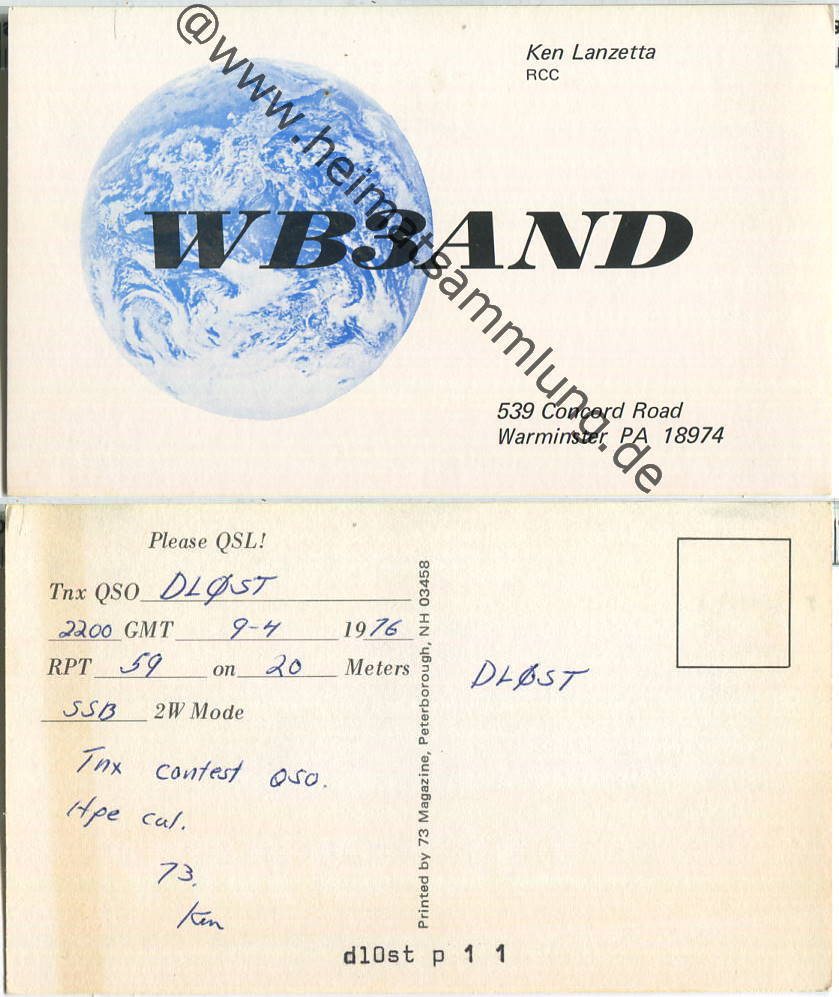 @www.heimatsammlung.de
Ken Lanzetta
RCC
WB3AND
539 Concord Road
Warminster PA 18974
Please QSL!
Tnx QSO DLØST
2200 GMT 9-4 1976
RPT 59 on 20 Meters
SSB 2W Mode
Tnx contest QSO.
Hpe cul.
73.
Ken
Printed by 73 Magazine, Peterborough, NH 03458
DLØST
dl0st p 1 1